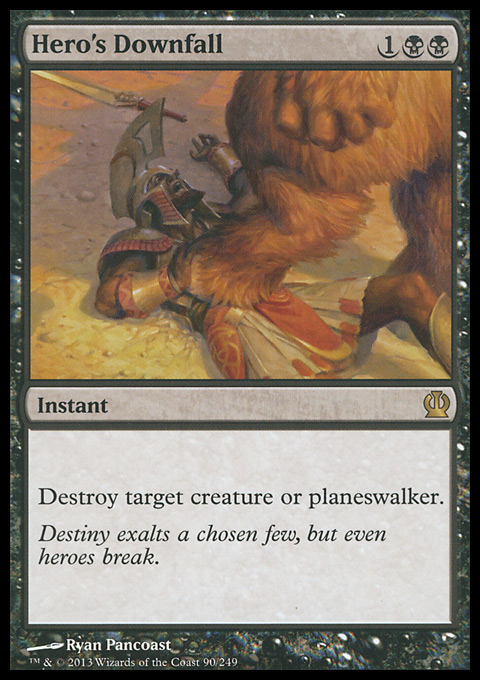 Hero's Downfall 1
Instant
Destroy target creature or planeswalker.
Destiny exalts a chosen few, but even
heroes break.
Ryan Pancoast
™ & © 2013 Wizards of the Coast 90/249